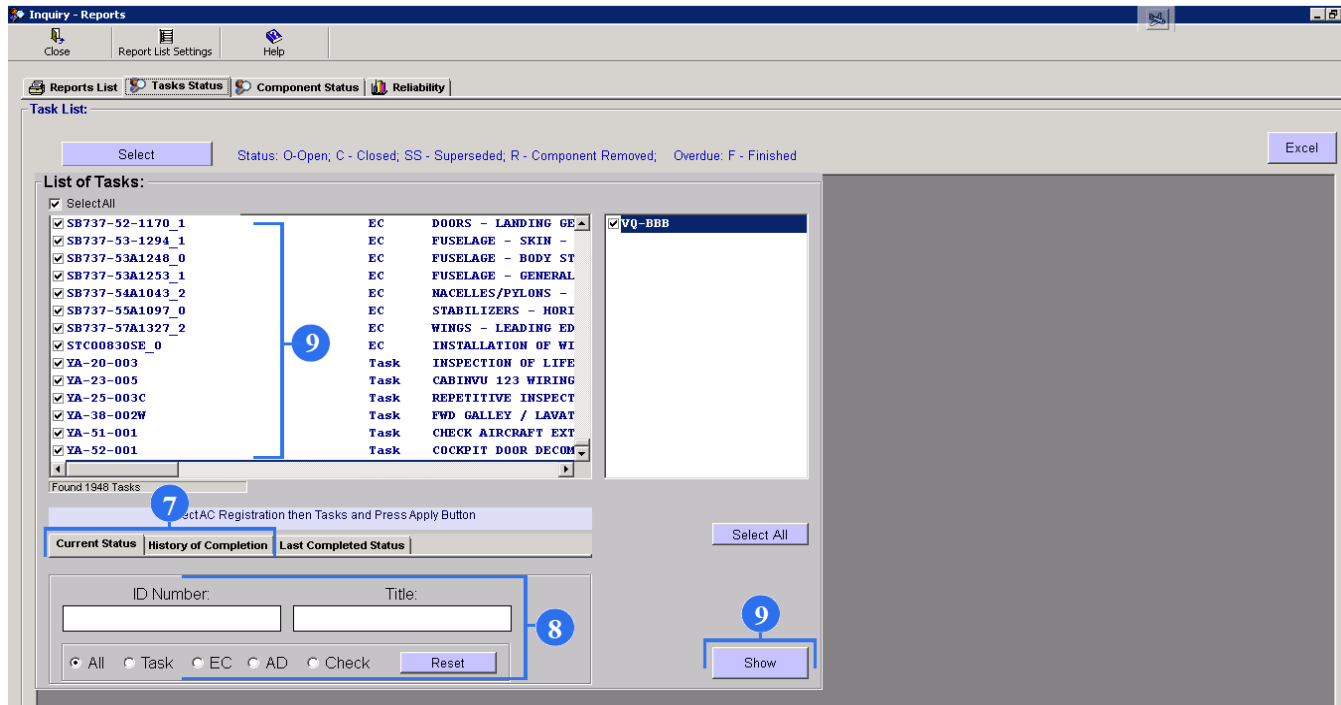 Inquiry - Reports
Close Report List Settings Help
Reports List Tasks Status Component Status Reliability
Task List:
Select Status: O-Open; C - Closed; SS - Superseded; R - Component Removed; Overdue: F - Finished Excel
List of Tasks:
SelectAll
SB737-52-1170_1 EC DOORS - LANDING GE VQ-BBB
SB737-53-1294_1 EC FUSELAGE - SKIN -
SB737-53A1248_0 EC FUSELAGE - BODY ST
SB737-53A1253_1 EC FUSELAGE - GENERAL
SB737-54A1043_2 EC NACELLES/PYLONS -
SB737-55A1097_0 EC STABILIZERS - HORI
SB737-57A1327_2 EC WINGS - LEADING ED
STC00830SE_0 EC INSTALLATION OF WI
9
YA-20-003 Task INSPECTION OF LIFE
YA-23-005 Task CABINVU 123 WIRING
YA-25-003C Task REPETITIVE INSPECT
YA-38-002W Task FWD GALLEY / LAVAT
YA-51-001 Task CHECK AIRCRAFT EXT
YA-52-001 Task COCKPIT DOOR DECOM
Found 1948 Tasks
7
ectAC Registration then Tasks and Press Apply Button
Select All
Current Status History of Completion Last Completed Status
ID Number: Title:
8
9
All Task EC AD Check Reset Show